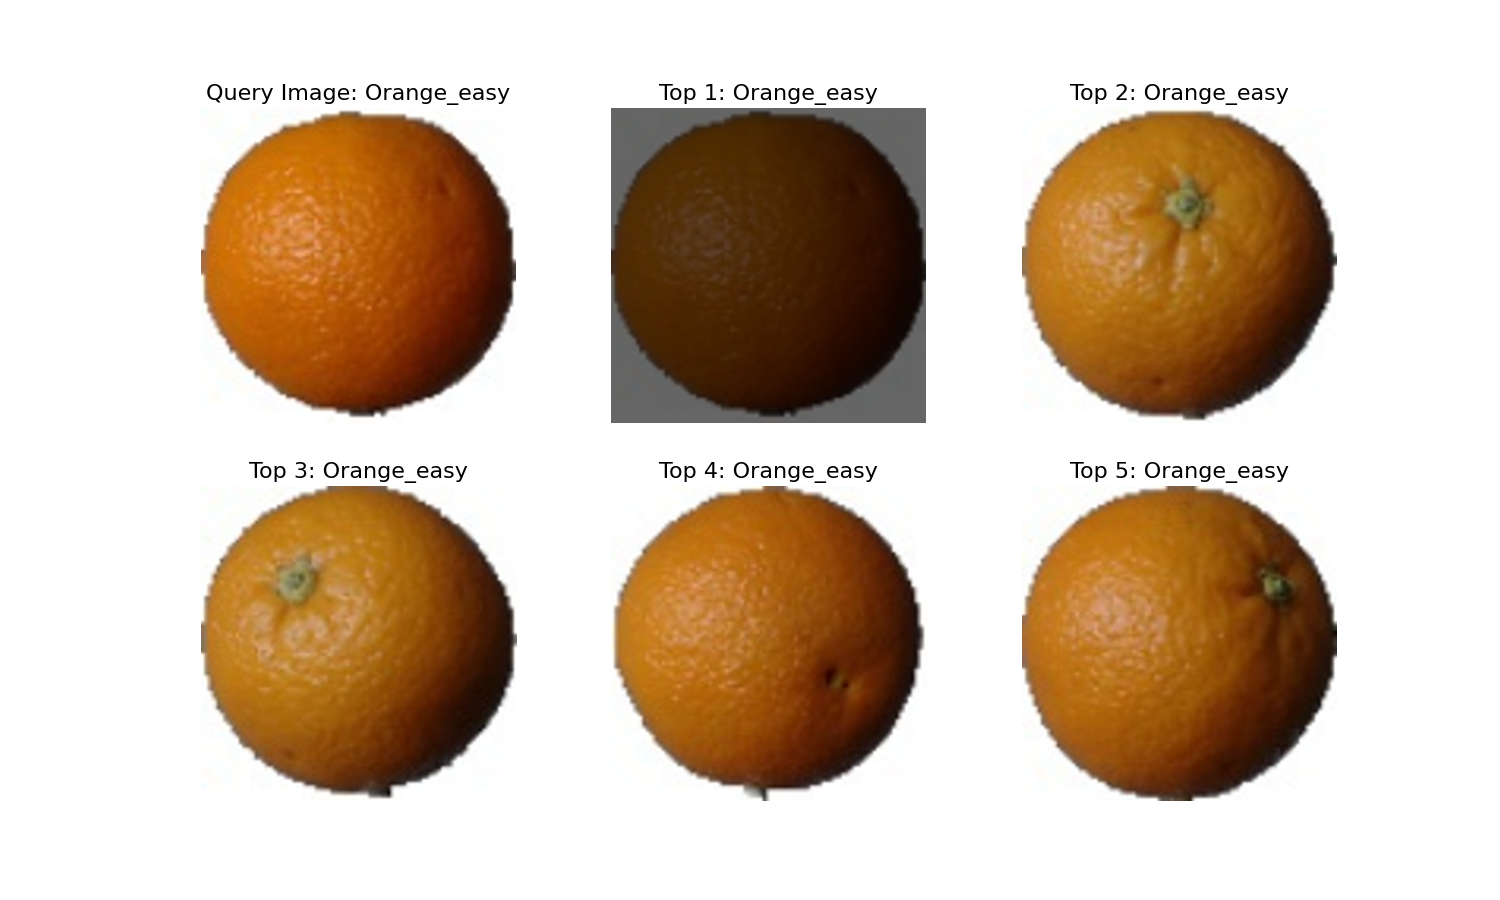 Query Image: Orange_easy
Top 1: Orange_easy
Top 2: Orange_easy
Top 3: Orange_easy
Top 4: Orange_easy
Top 5: Orange_easy